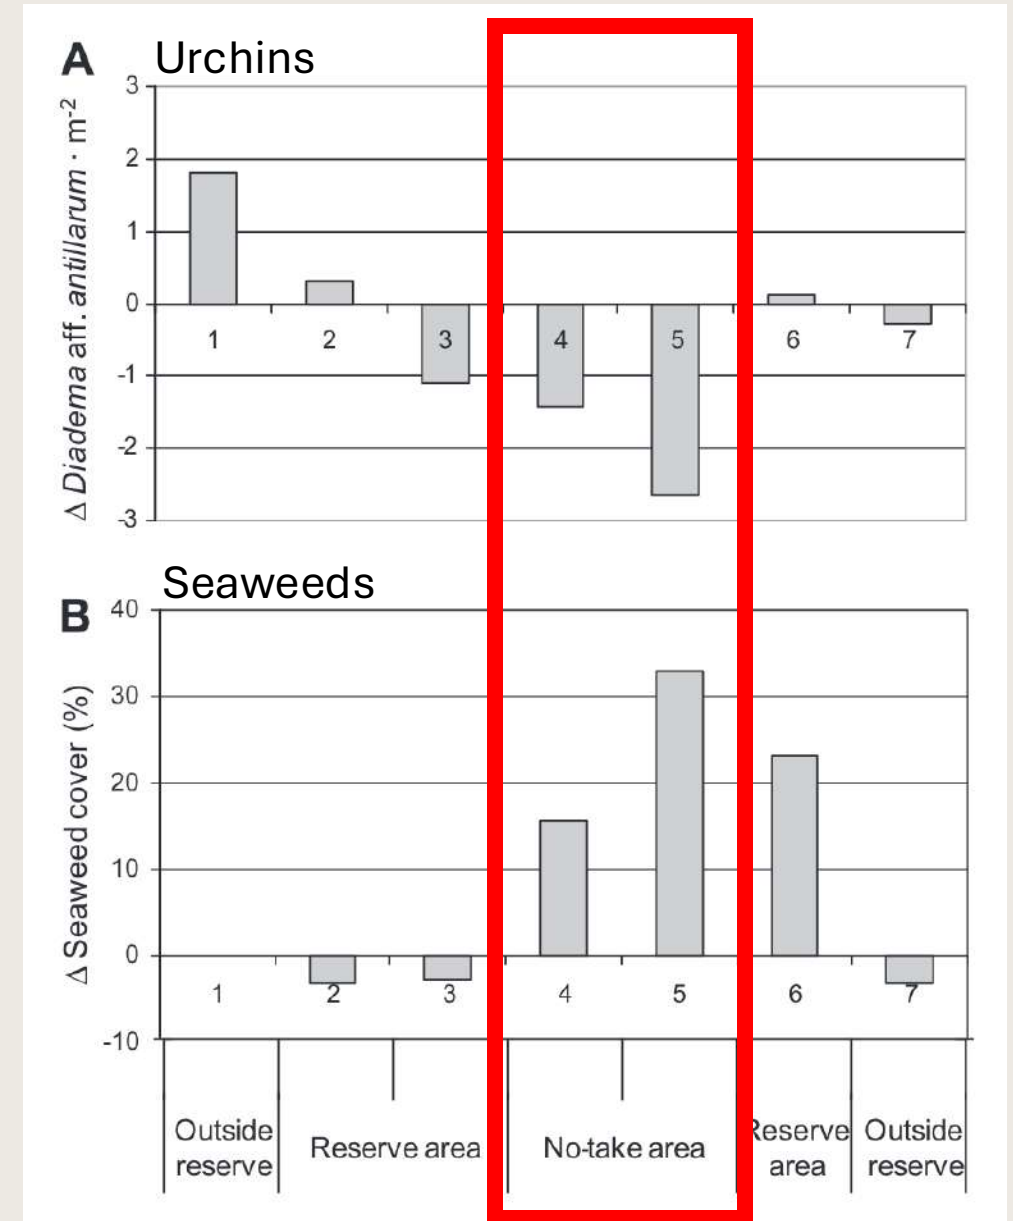 A Urchins
Δ Diadema aff. antillarum · m-2
3
2
1
0
-1
-2
-3
1 2 3 4 5 6 7
Seaweeds
B
Δ Seaweed cover (%)
40
30
20
10
0
-10
1 2 3 4 5 6 7
Outside
reserve
Reserve area
No-take area
Reserve
area
Outside
reserve